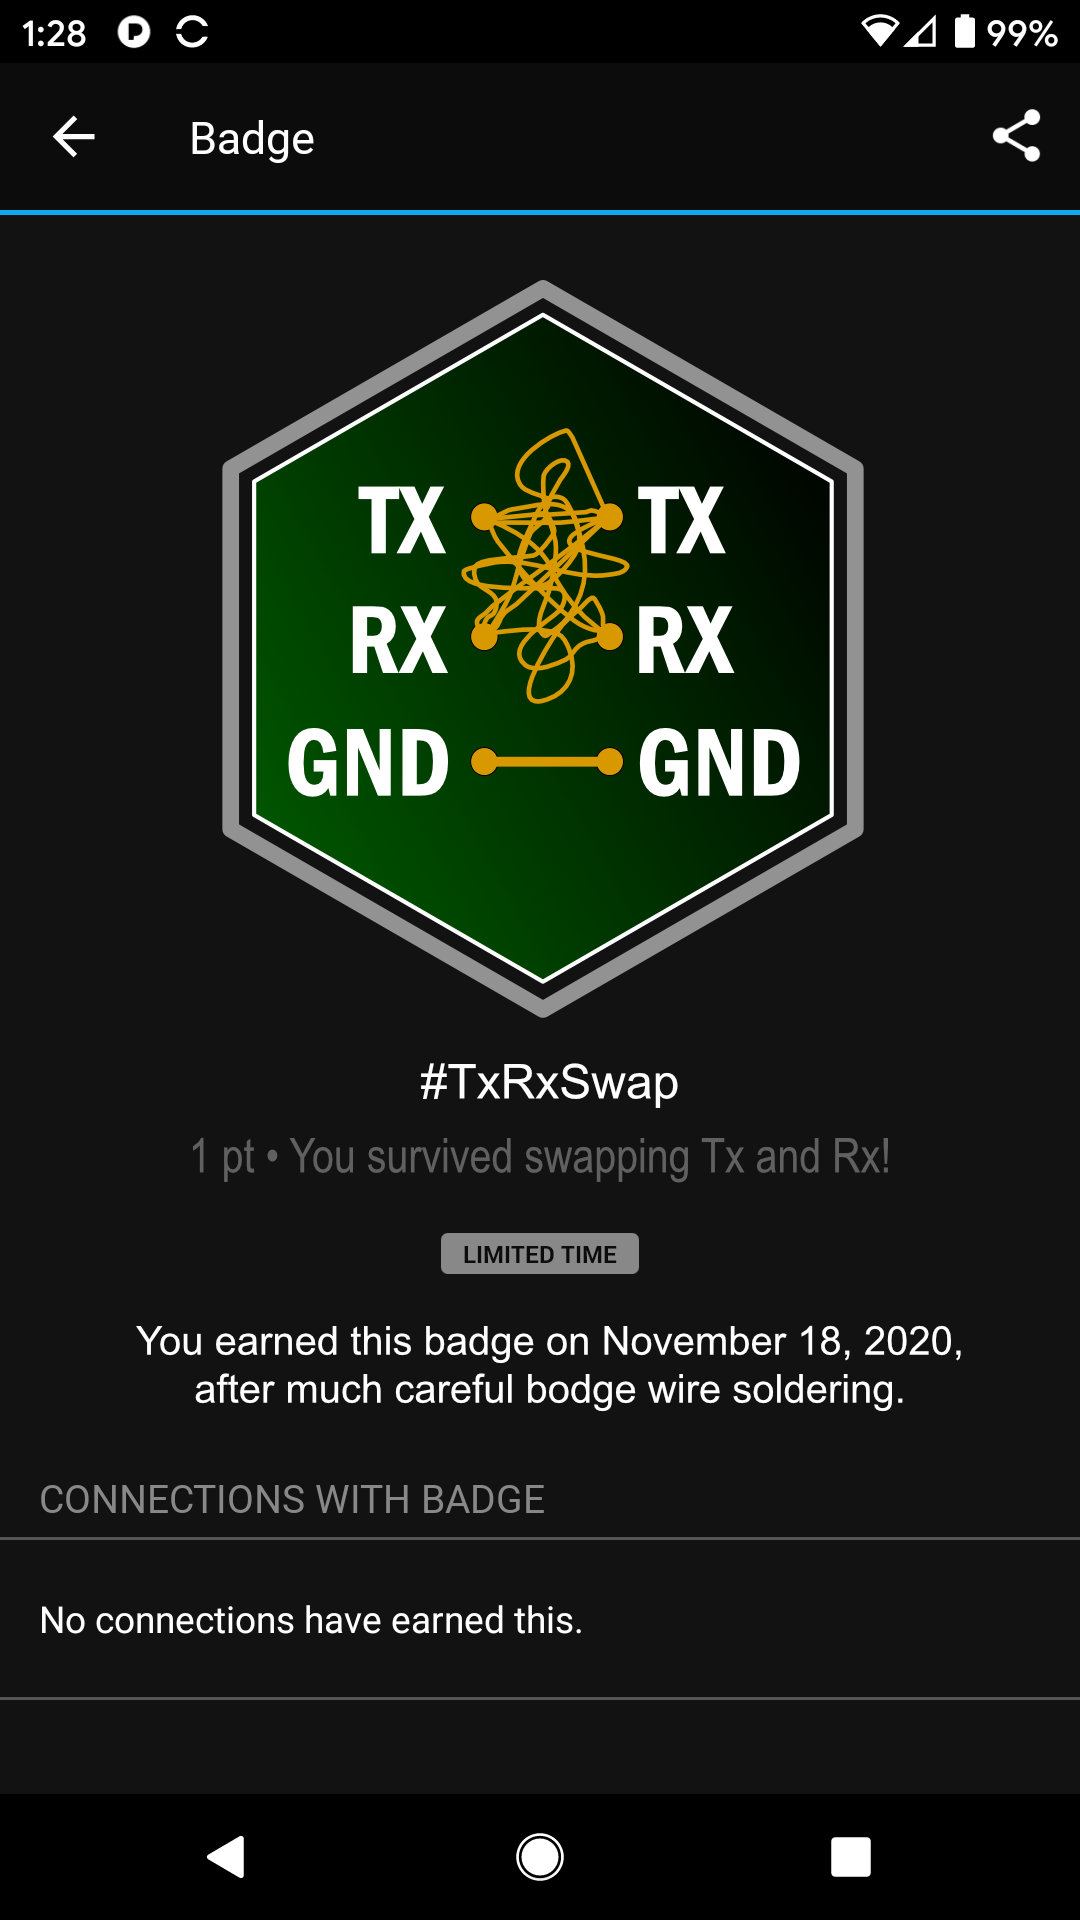 1:28 99%
Badge
TX TX
RX RX
GND GND
#TxRxSwap
1 pt • You survived swapping Tx and Rx!
LIMITED TIME
You earned this badge on November 18, 2020,
after much careful bodge wire soldering.
CONNECTIONS WITH BADGE
No connections have earned this.